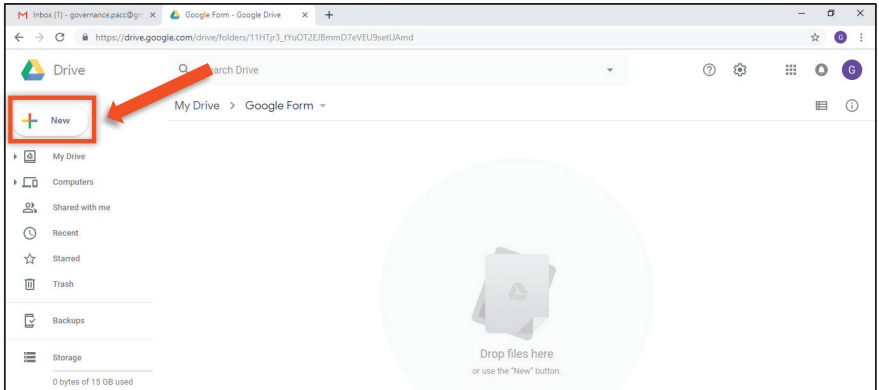 Inbox (1) - governance.pacc@gm
Google Form - Google Drive
https://drive.google.com/drive/folders/11HTjr3_tYuOT2EJ8mmD7eVEU9setUAmd
G
Drive
Search Drive
G
My Drive > Google Form
New
My Drive
Computers
Shared with me
Recent
Starred
Trash
Backups
Storage
0 bytes of 15 GB used
Drop files here
or use the "New" button.